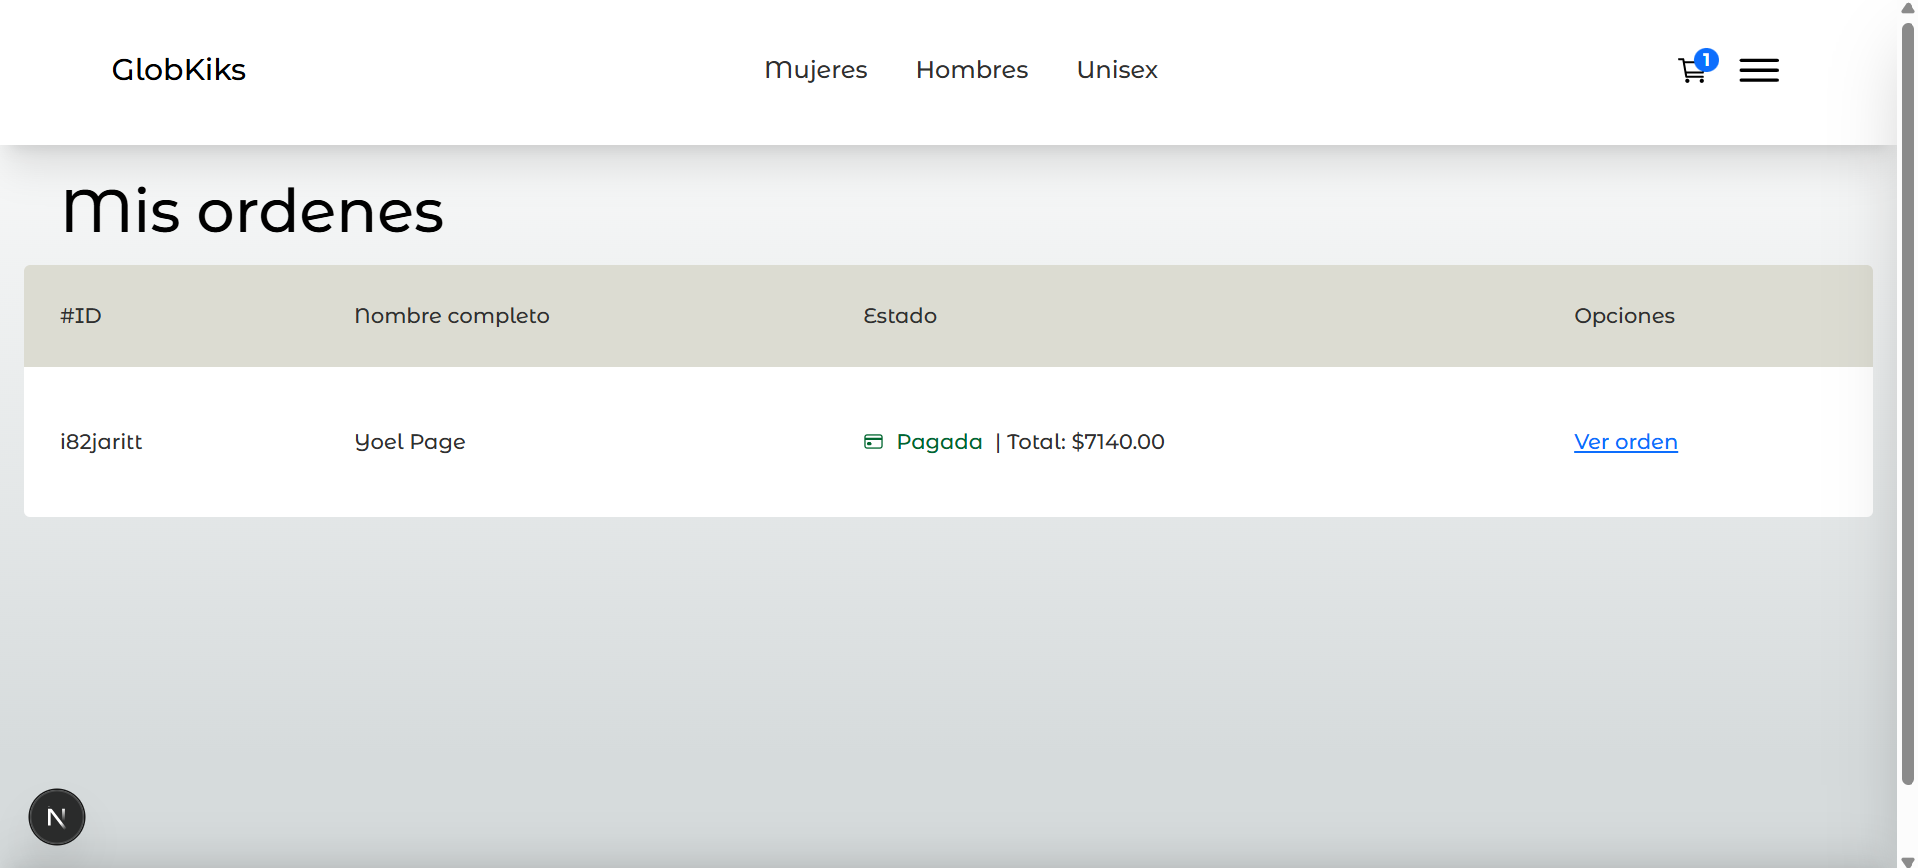 GlobKiks Mujeres Hombres Unisex 1
Mis ordenes
#ID Nombre completo Estado Opciones
i82jaritt Yoel Page Pagada | Total: $7140.00 Ver orden
N